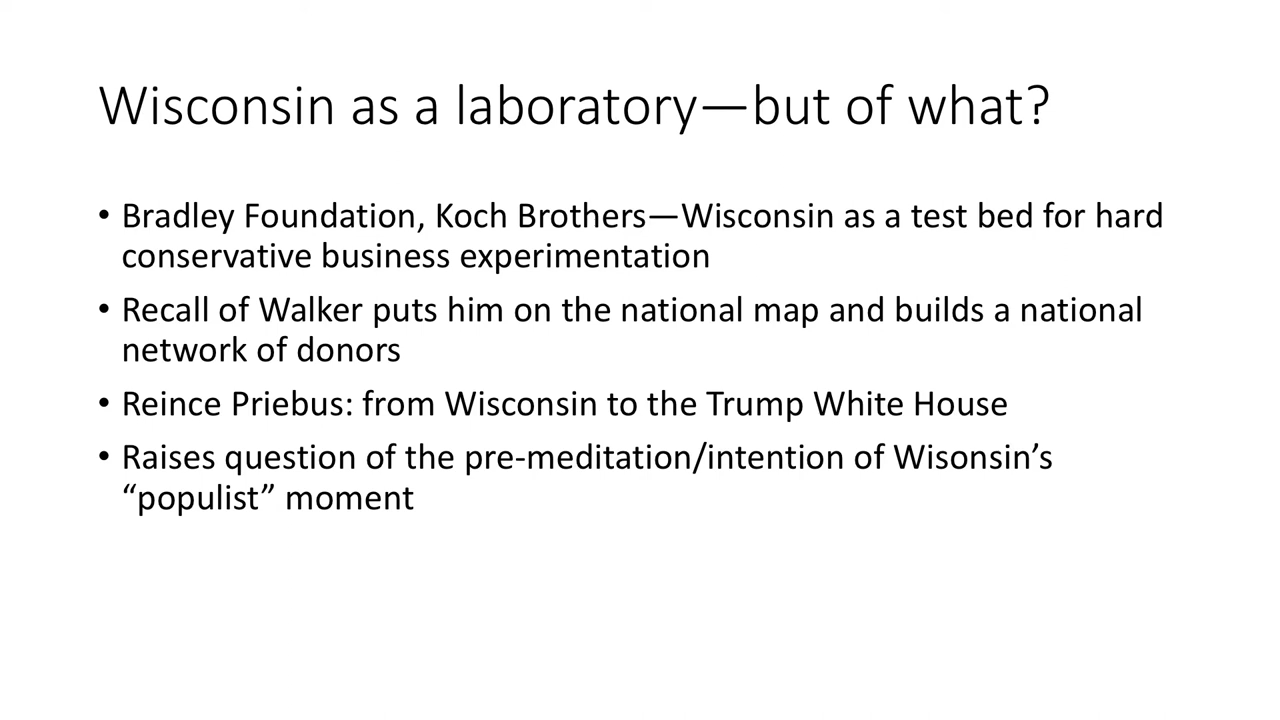 Wisconsin as a laboratory—but of what?
• Bradley Foundation, Koch Brothers—Wisconsin as a test bed for hard
conservative business experimentation
• Recall of Walker puts him on the national map and builds a national
network of donors
• Reince Priebus: from Wisconsin to the Trump White House
• Raises question of the pre-meditation/intention of Wisonsin’s
“populist” moment